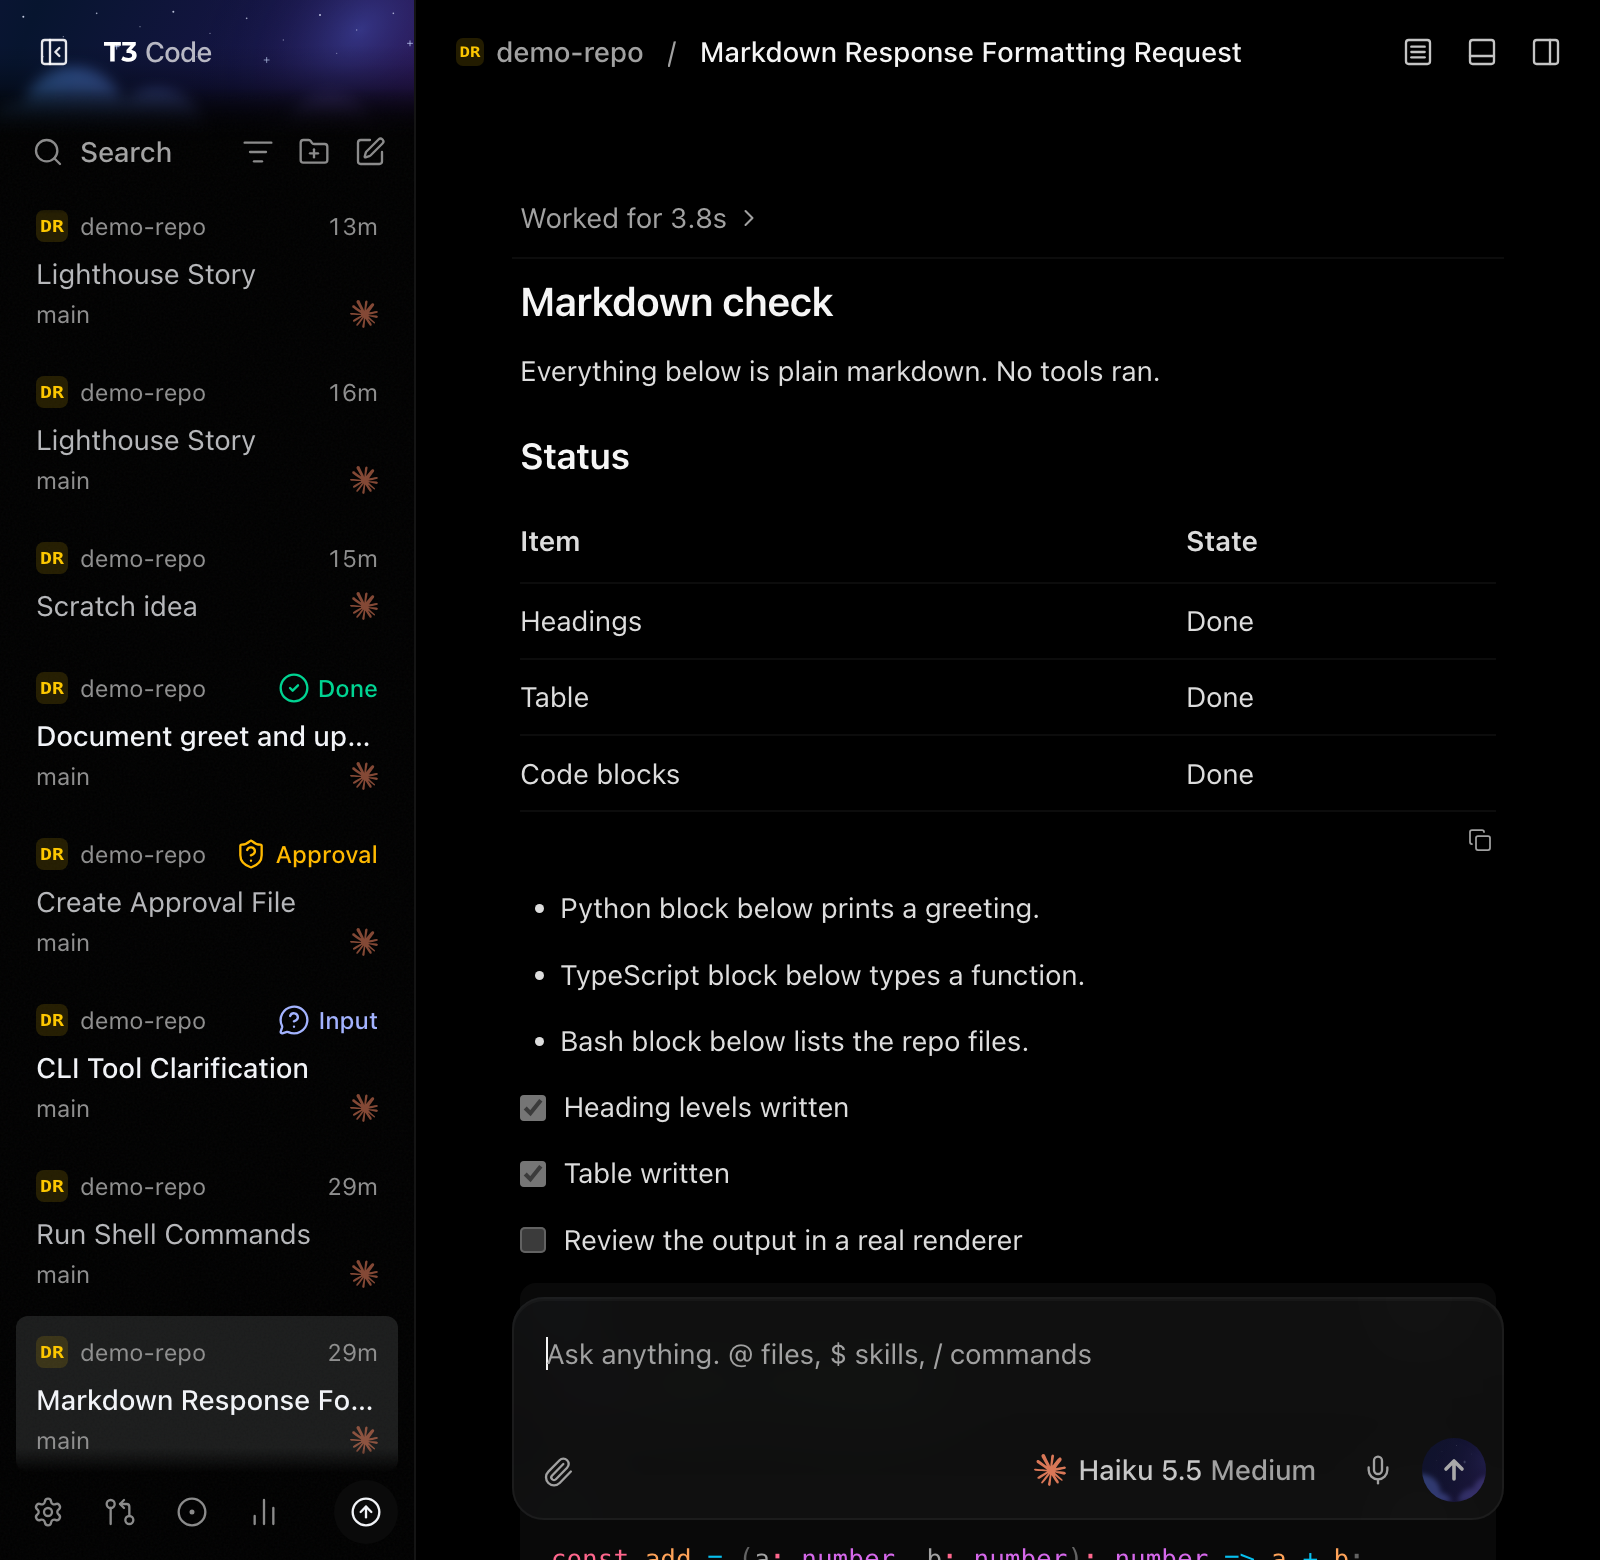 T3 Code
Search
DR demo-repo 13m
Lighthouse Story
main
DR demo-repo 16m
Lighthouse Story
main
DR demo-repo 15m
Scratch idea
DR demo-repo Done
Document greet and up...
main
DR demo-repo Approval
Create Approval File
main
DR demo-repo Input
CLI Tool Clarification
main
DR demo-repo 29m
Run Shell Commands
main
DR demo-repo 29m
Markdown Response Fo...
main
DR demo-repo / Markdown Response Formatting Request
Worked for 3.8s >
Markdown check
Everything below is plain markdown. No tools ran.
Status
Item State
Headings Done
Table Done
Code blocks Done
• Python block below prints a greeting.
• TypeScript block below types a function.
• Bash block below lists the repo files.
Heading levels written
Table written
Review the output in a real renderer
Ask anything. @ files, $ skills, / commands
Haiku 5.5 Medium
const add = (a: number, b: number): number => a + b;